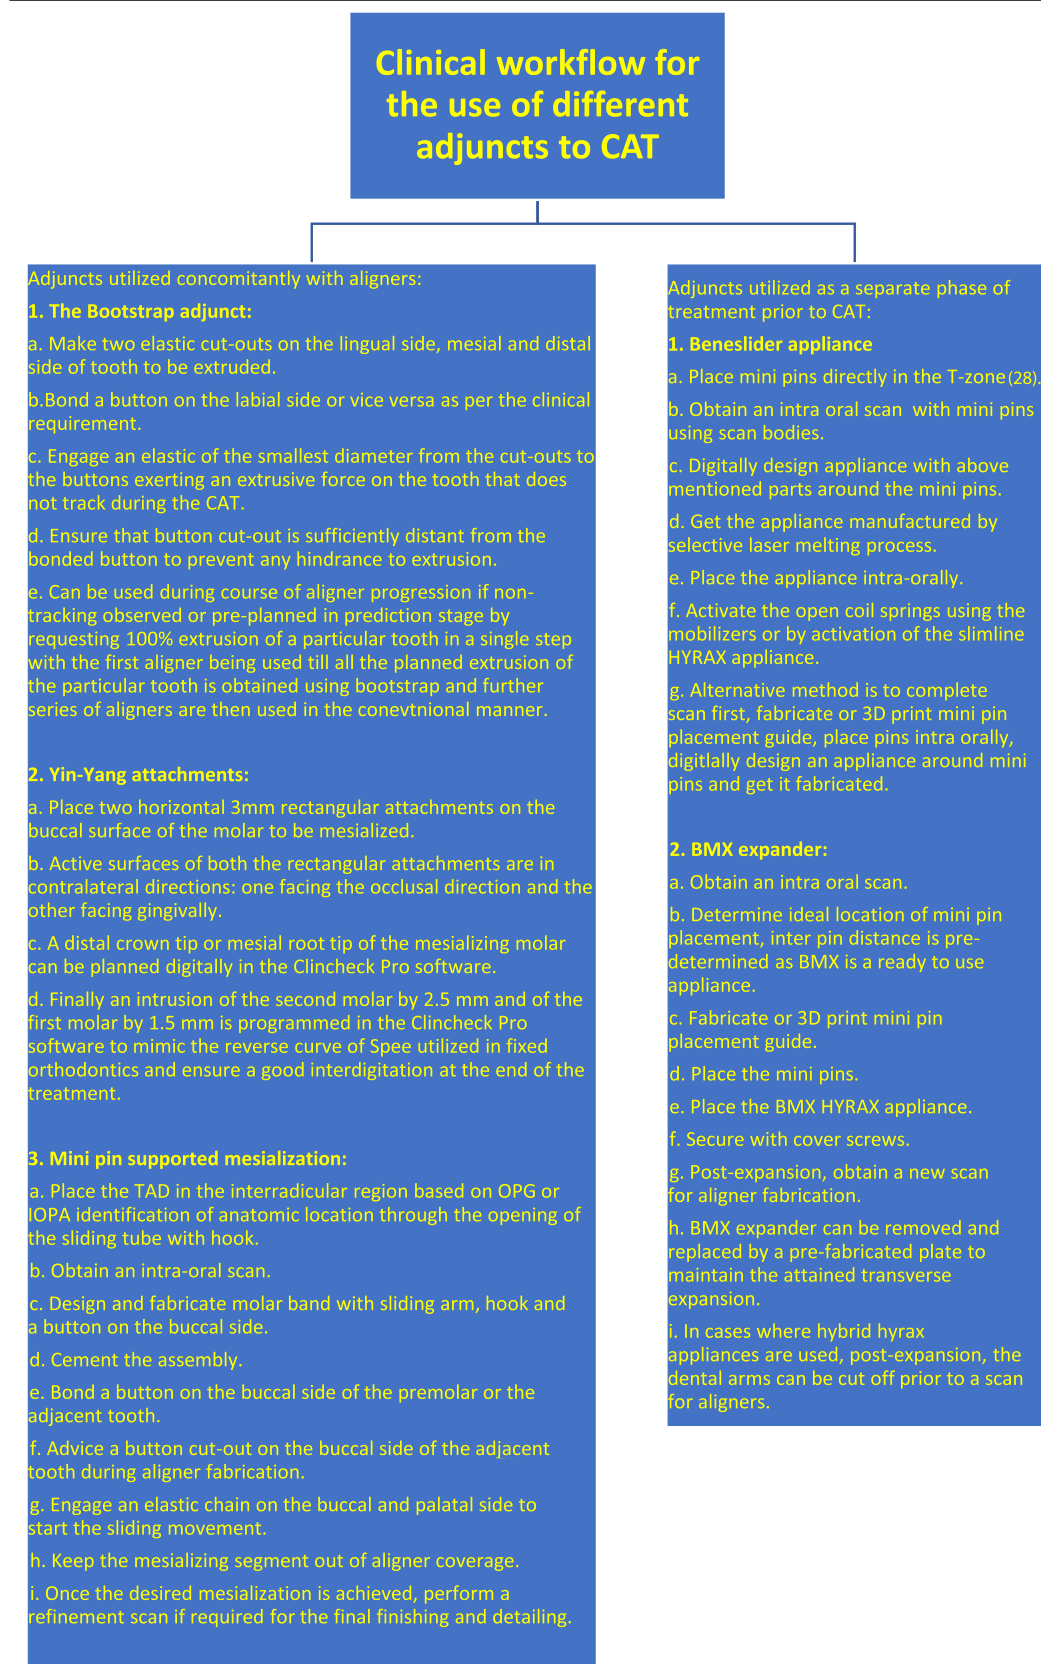 Clinical workflow for
the use of different
adjuncts to CAT
Adjuncts utilized concomitantly with aligners:
1. The Bootstrap adjunct:
a. Make two elastic cut-outs on the lingual side, mesial and distal
side of tooth to be extruded.
b.Bond a button on the labial side or vice versa as per the clinical
requirement.
c. Engage an elastic of the smallest diameter from the cut-outs to
the buttons exerting an extrusive force on the tooth that does
not track during the CAT.
d. Ensure that button cut-out is sufficiently distant from the
bonded button to prevent any hindrance to extrusion.
e. Can be used during course of aligner progression if non-
tracking observed or pre-planned in prediction stage by
requesting 100% extrusion of a particular tooth in a single step
with the first aligner being used till all the planned extrusion of
the particular tooth is obtained using bootstrap and further
series of aligners are then used in the conevtnional manner.
2. Yin-Yang attachments:
a. Place two horizontal 3mm rectangular attachments on the
buccal surface of the molar to be mesialized.
b. Active surfaces of both the rectangular attachments are in
contralateral directions: one facing the occlusal direction and the
other facing gingivally.
c. A distal crown tip or mesial root tip of the mesializing molar
can be planned digitally in the Clincheck Pro software.
d. Finally an intrusion of the second molar by 2.5 mm and of the
first molar by 1.5 mm is programmed in the Clincheck Pro
software to mimic the reverse curve of Spee utilized in fixed
orthodontics and ensure a good interdigitation at the end of the
treatment.
3. Mini pin supported mesialization:
a. Place the TAD in the interradicular region based on OPG or
IOPA identification of anatomic location through the opening of
the sliding tube with hook.
b. Obtain an intra-oral scan.
c. Design and fabricate molar band with sliding arm, hook and
a button on the buccal side.
d. Cement the assembly.
e. Bond a button on the buccal side of the premolar or the
adjacent tooth.
f. Advice a button cut-out on the buccal side of the adjacent
tooth during aligner fabrication.
g. Engage an elastic chain on the buccal and palatal side to
start the sliding movement.
h. Keep the mesializing segment out of aligner coverage.
i. Once the desired mesialization is achieved, perform a
refinement scan if required for the final finishing and detailing.
Adjuncts utilized as a separate phase of
treatment prior to CAT:
1. Beneslider appliance
a. Place mini pins directly in the T-zone(28).
b. Obtain an intra oral scan with mini pins
using scan bodies.
c. Digitally design appliance with above
mentioned parts around the mini pins.
d. Get the appliance manufactured by
selective laser melting process.
e. Place the appliance intra-orally.
f. Activate the open coil springs using the
mobilizers or by activation of the slimline
HYRAX appliance.
g. Alternative method is to complete
scan first, fabricate or 3D print mini pin
placement guide, place pins intra orally,
digitlally design an appliance around mini
pins and get it fabricated.
2. BMX expander:
a. Obtain an intra oral scan.
b. Determine ideal location of mini pin
placement, inter pin distance is pre-
determined as BMX is a ready to use
appliance.
c. Fabricate or 3D print mini pin
placement guide.
d. Place the mini pins.
e. Place the BMX HYRAX appliance.
f. Secure with cover screws.
g. Post-expansion, obtain a new scan
for aligner fabrication.
h. BMX expander can be removed and
replaced by a pre-fabricated plate to
maintain the attained transverse
expansion.
i. In cases where hybrid hyrax
appliances are used, post-expansion, the
dental arms can be cut off prior to a scan
for aligners.